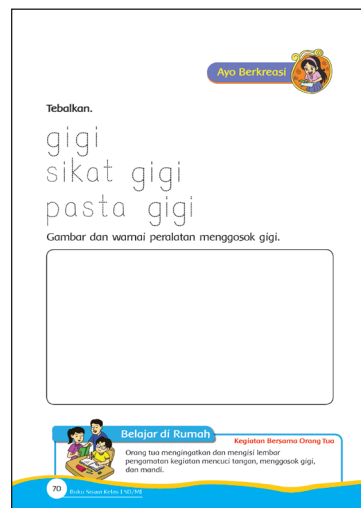 Ayo Berkreasi
Tebalkan.
gigi
sikat gigi
pasta gigi
Gambar dan warnai peralatan menggosok gigi.
Belajar di Rumah
Kegiatan Bersama Orang Tua
Orang tua mengingatkan dan mengisi lembar
pengamatan kegiatan mencuci tangan, menggosok gigi,
dan mandi.
70 Buku Siswa Kelas I SD/MI